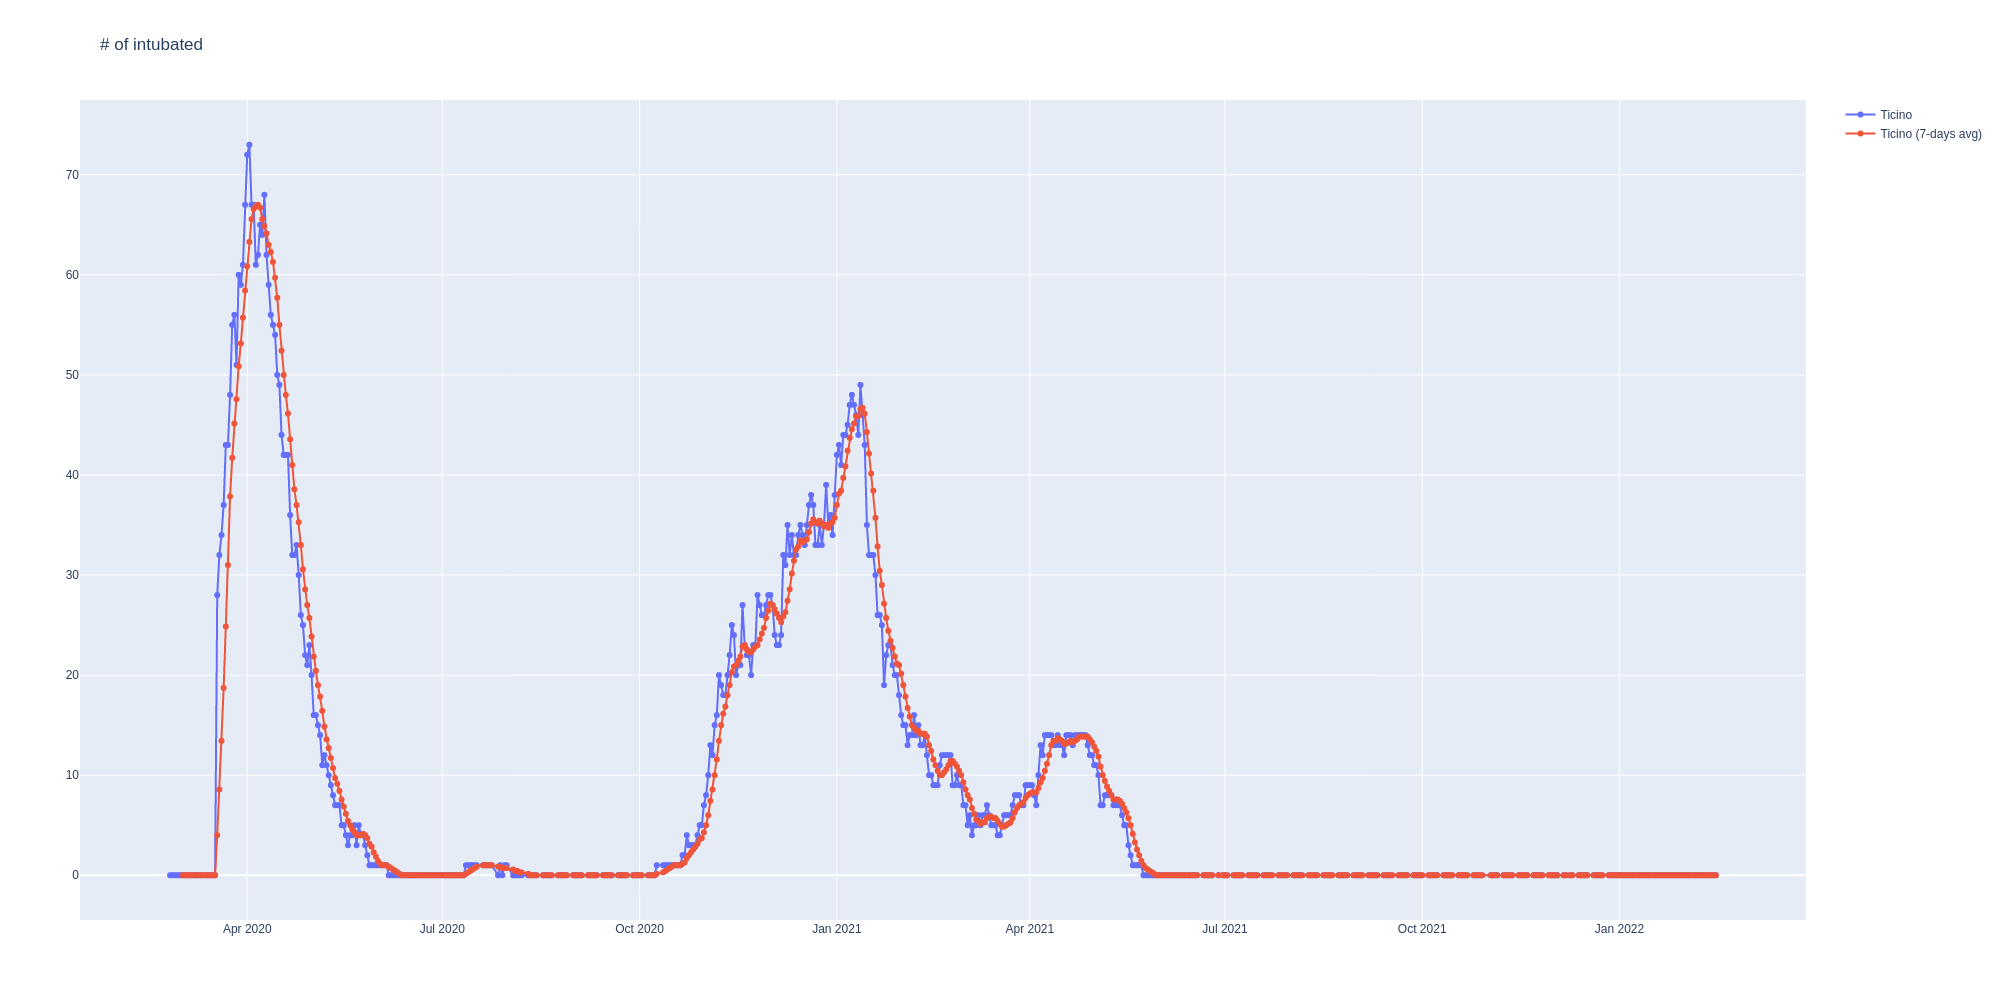 # of intubated
Ticino
Ticino (7-days avg)
70
60
50
40
30
20
10
0
Apr 2020
Jul 2020
Oct 2020
Jan 2021
Apr 2021
Jul 2021
Oct 2021
Jan 2022